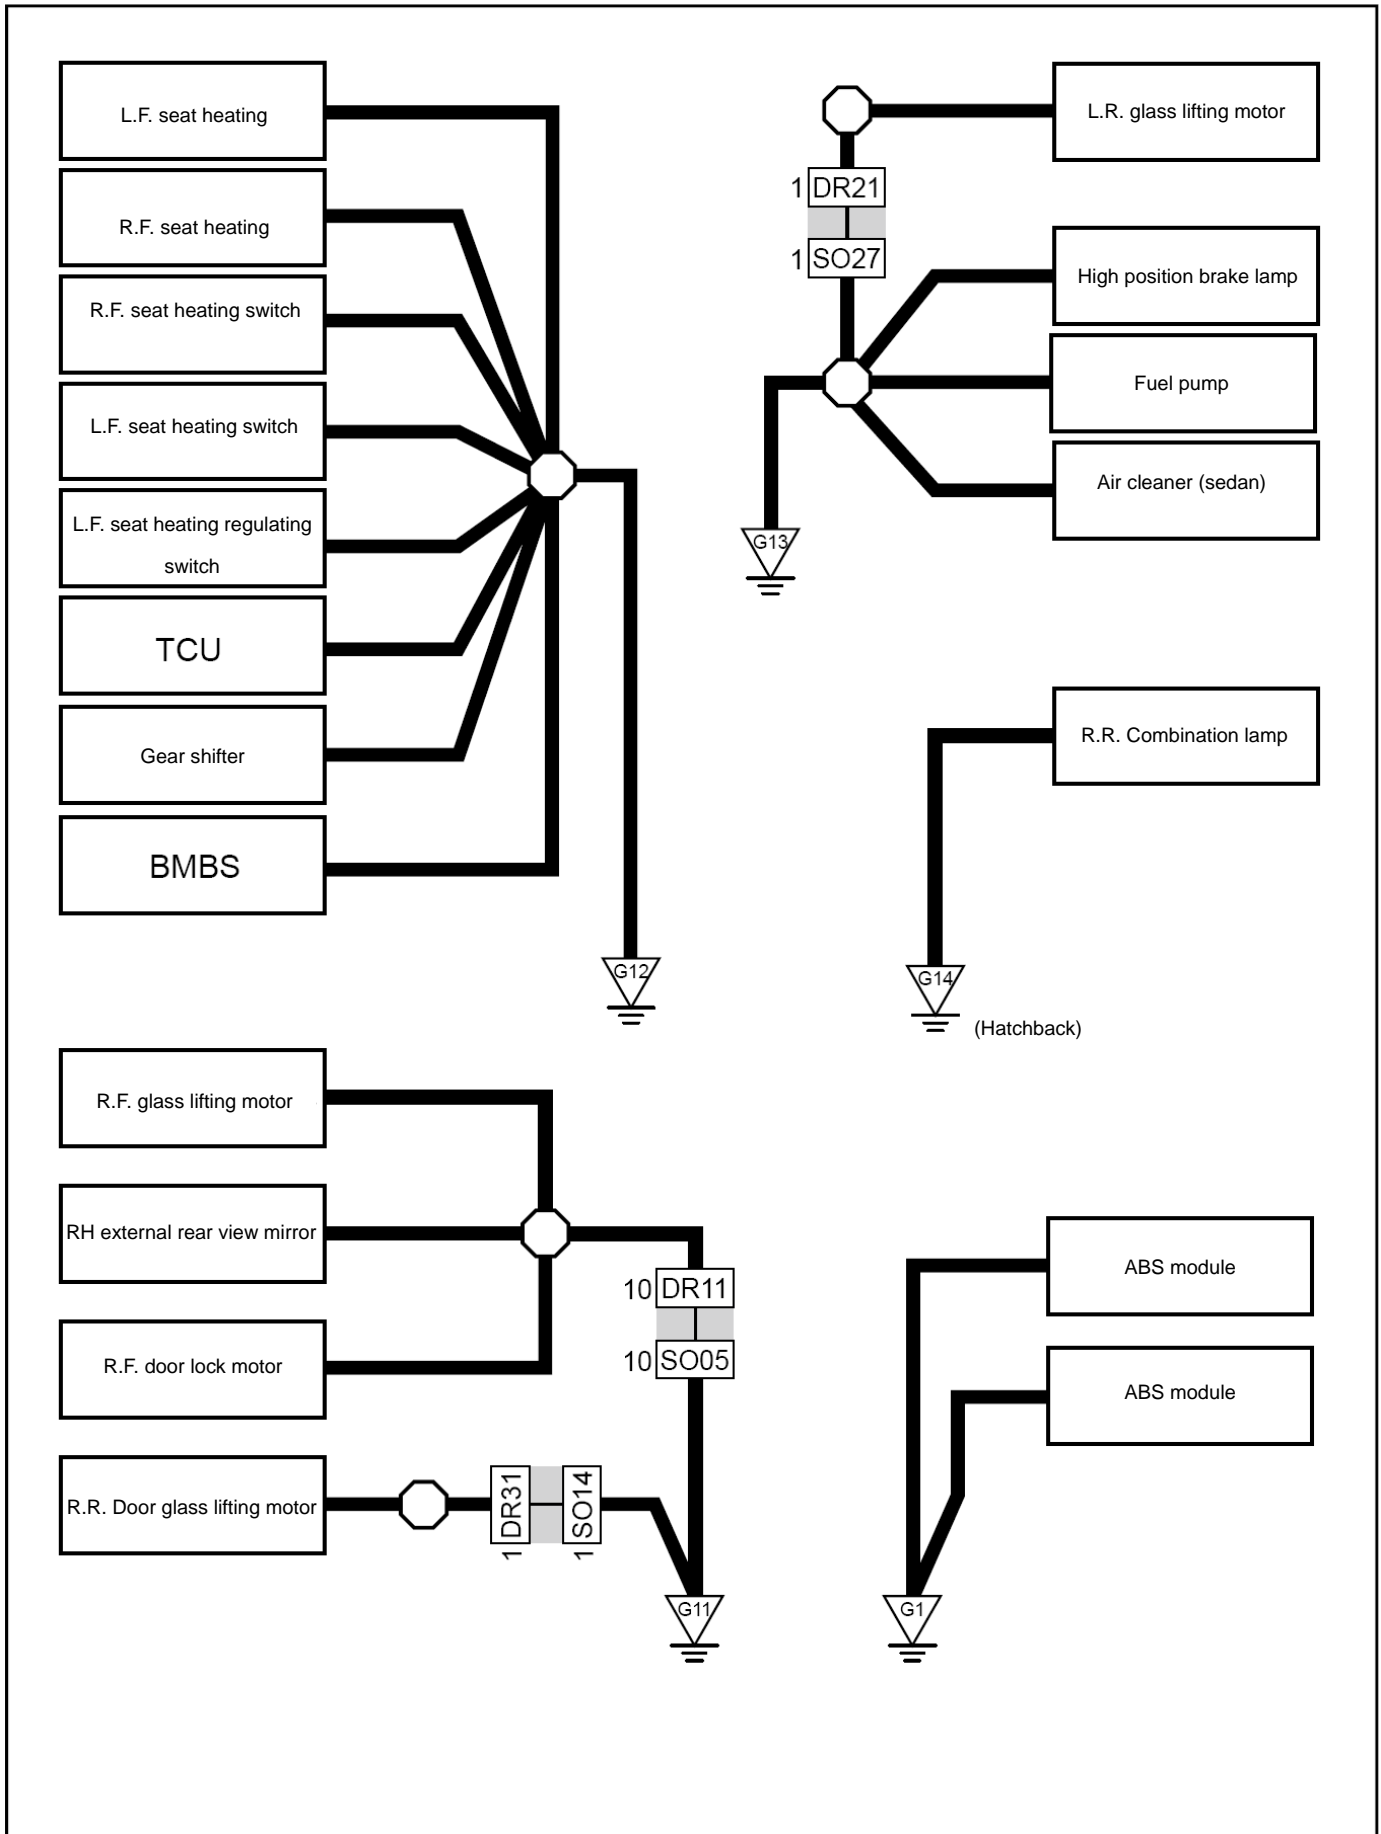 L.F. seat heating
R.F. seat heating
R.F. seat heating switch
L.F. seat heating switch
L.F. seat heating regulating
switch
TCU
Gear shifter
BMBS
G12
L.R. glass lifting motor
1 DR21
1 SO27
High position brake lamp
Fuel pump
Air cleaner (sedan)
G13
R.R. Combination lamp
G14
(Hatchback)
R.F. glass lifting motor
RH external rear view mirror
R.F. door lock motor
10 DR11
10 SO05
R.R. Door glass lifting motor
1 DR31
1 SO14
G11
ABS module
ABS module
G1